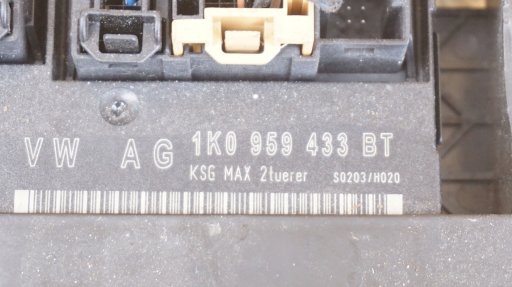 VW AG 1K0 959 433 BT
KSG MAX 2tuerer S0203/H020